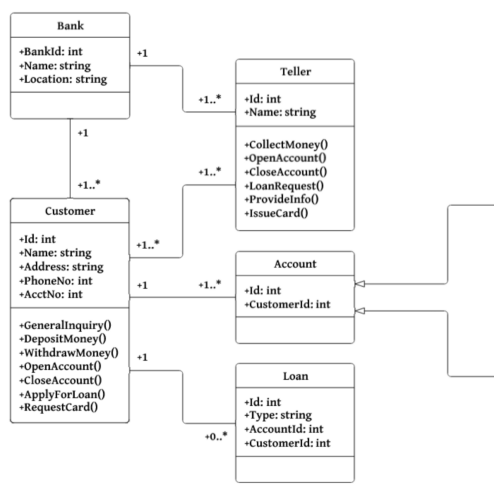 Bank
+BankId: int
+Name: string
+Location: string
+1
+1..*
Teller
+Id: int
+Name: string
+CollectMoney()
+OpenAccount()
+CloseAccount()
+LoanRequest()
+ProvideInfo()
+IssueCard()
+1
+1..*
+1..*
+1..*
Customer
+Id: int
+Name: string
+Address: string
+PhoneNo: int
+AcctNo: int
+GeneralInquiry()
+DepositMoney()
+WithdrawMoney()
+OpenAccount()
+CloseAccount()
+ApplyForLoan()
+RequestCard()
+1
+1..*
Account
+Id: int
+CustomerId: int
+1
+0..*
Loan
+Id: int
+Type: string
+AccountId: int
+CustomerId: int